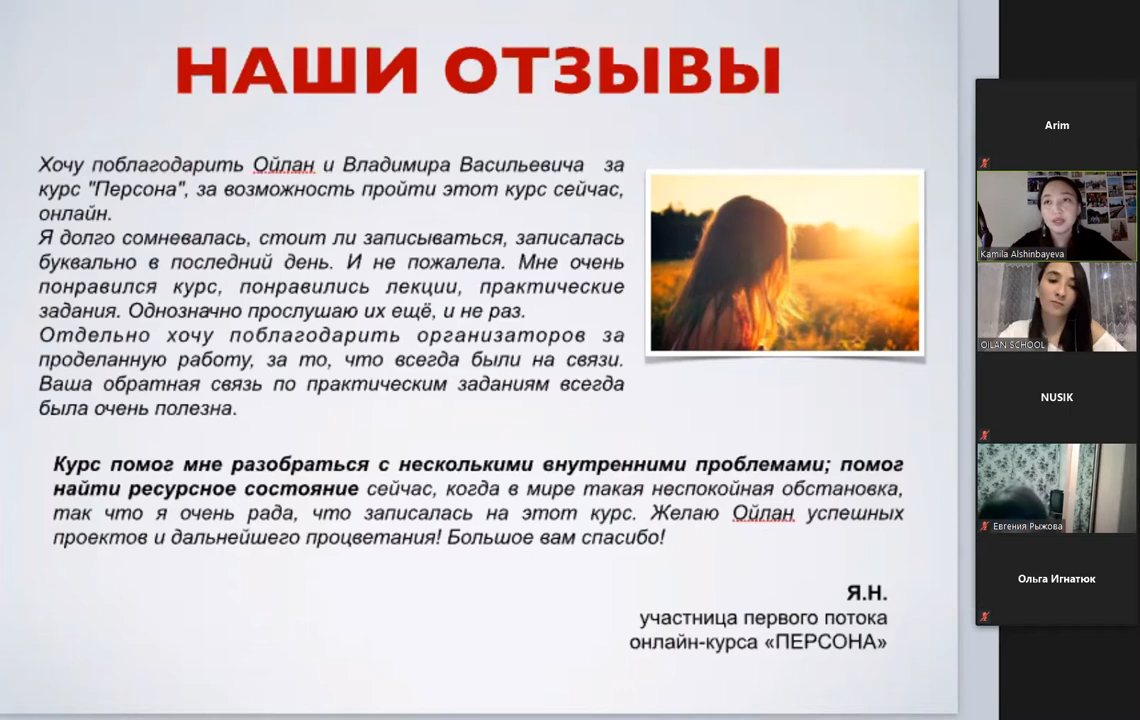 НАШИ ОТЗЫВЫ
Хочу поблагодарить Ойлан и Владимира Васильевича за
курс "Персона", за возможность пройти этот курс сейчас,
онлайн.
Я долго сомневалась, стоит ли записываться, записалась
буквально в последний день. И не пожалела. Мне очень
понравился курс, понравились лекции, практические
задания. Однозначно прослушаю их ещё, и не раз.
Отдельно хочу поблагодарить организаторов за
проделанную работу, за то, что всегда были на связи.
Ваша обратная связь по практическим заданиям всегда
была очень полезна.
Курс помог мне разобраться с несколькими внутренними проблемами; помог
найти ресурсное состояние сейчас, когда в мире такая неспокойная обстановка,
так что я очень рада, что записалась на этот курс. Желаю Ойлан успешных
проектов и дальнейшего процветания! Большое вам спасибо!
Я.Н.
участница первого потока
онлайн-курса «ПЕРСОНА»
Arim
Kamila Alshinbayeva
OILAN SCHOOL
NUSIK
Евгения Рыжова
Ольга Игнатюк